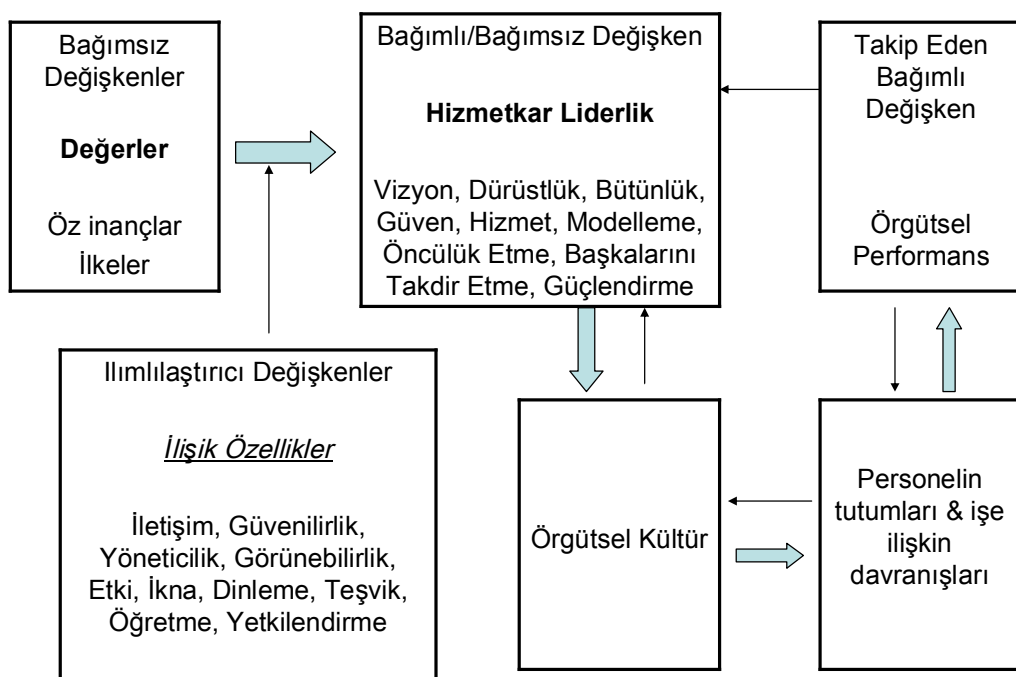 Bağımsız
Değişkenler
Değerler
Öz inançlar
İlkeler
Bağımlı/Bağımsız Değişken
Hizmetkar Liderlik
Vizyon, Dürüstlük, Bütünlük,
Güven, Hizmet, Modelleme,
Öncülük Etme, Başkalarını
Takdir Etme, Güçlendirme
Takip Eden
Bağımlı
Değişken
Örgütsel
Performans
Ilımlılaştırıcı Değişkenler
İlişik Özellikler
İletişim, Güvenilirlik,
Yöneticilik, Görünebilirlik,
Etki, İkna, Dinleme, Teşvik,
Öğretme, Yetkilendirme
Örgütsel Kültür
Personelin
tutumları & işe
ilişkin
davranışları